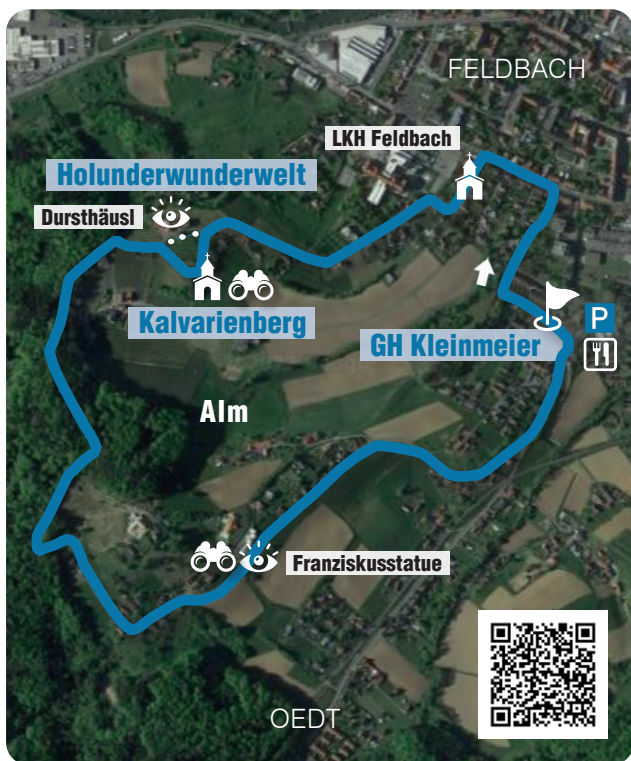 FELDBACH
LKH Feldbach
Holunderwunderwelt
Dursthäusl
Kalvarienberg
P
GH Kleinmeier
Alm
Franziskusstatue
OEDT